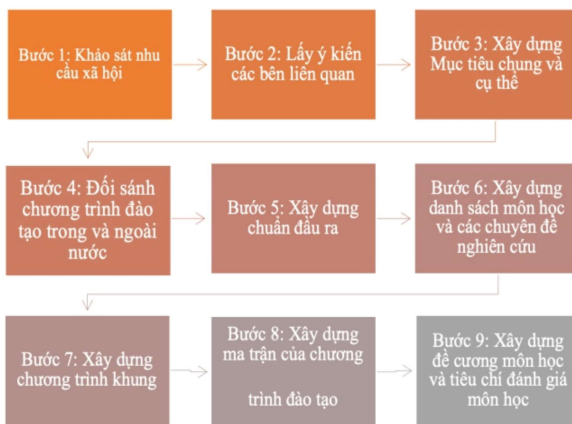 Bước 1: Khảo sát nhu
cầu xã hội
Bước 2: Lấy ý kiến
các bên liên quan
Bước 3: Xây dựng
Mục tiêu chung và
cụ thể
Bước 4: Đối sánh
chương trình đào
tạo trong và ngoài
nước
Bước 5: Xây dựng
chuẩn đầu ra
Bước 6: Xây dựng
danh sách môn học
và các chuyên đề
nghiên cứu
Bước 7: Xây dựng
chương trình khung
Bước 8: Xây dựng
ma trận của chương
trình đào tạo
Bước 9: Xây dựng
đề cương môn học
và tiêu chí đánh giá
môn học